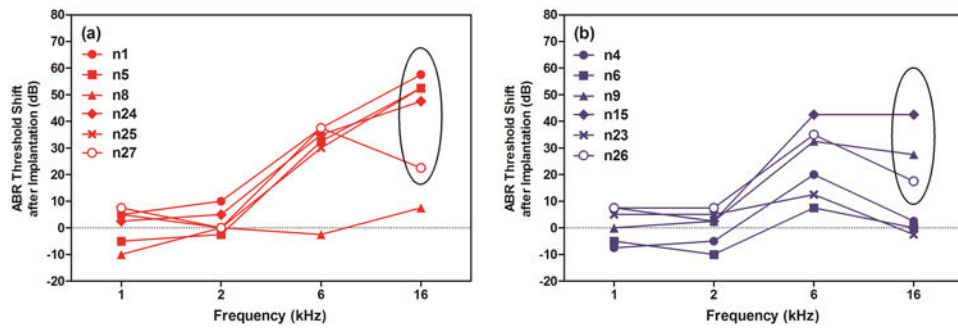 (a)
n1
n5
n8
n24
n25
n27
ABR Threshold Shift
after Implantation (dB)
80
70
60
50
40
30
20
10
0
-10
-20
1
2
6
16
Frequency (kHz)
(b)
n4
n6
n9
n15
n23
n26
ABR Threshold Shift
after Implantation (dB)
80
70
60
50
40
30
20
10
0
-10
-20
1
2
6
16
Frequency (kHz)